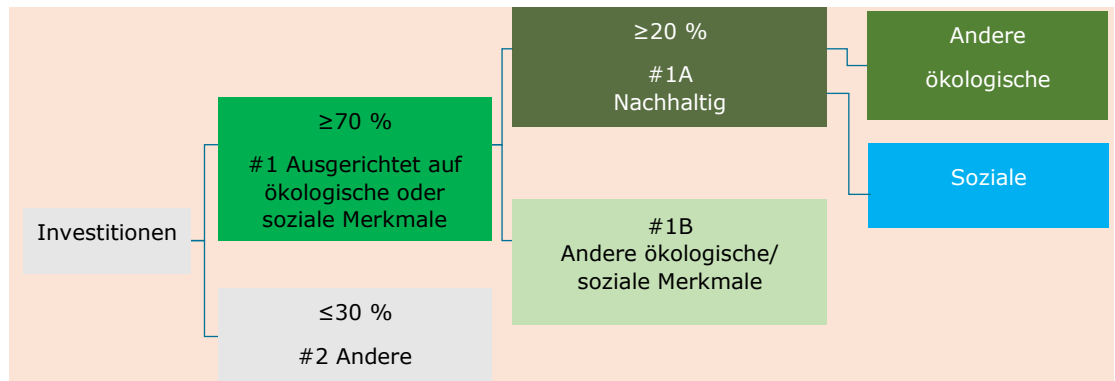 Investitionen
≥70 %
#1 Ausgerichtet auf
ökologische oder
soziale Merkmale
≤30 %
#2 Andere
≥20 %
#1A
Nachhaltig
#1B
Andere ökologische/
soziale Merkmale
Andere
ökologische
Soziale